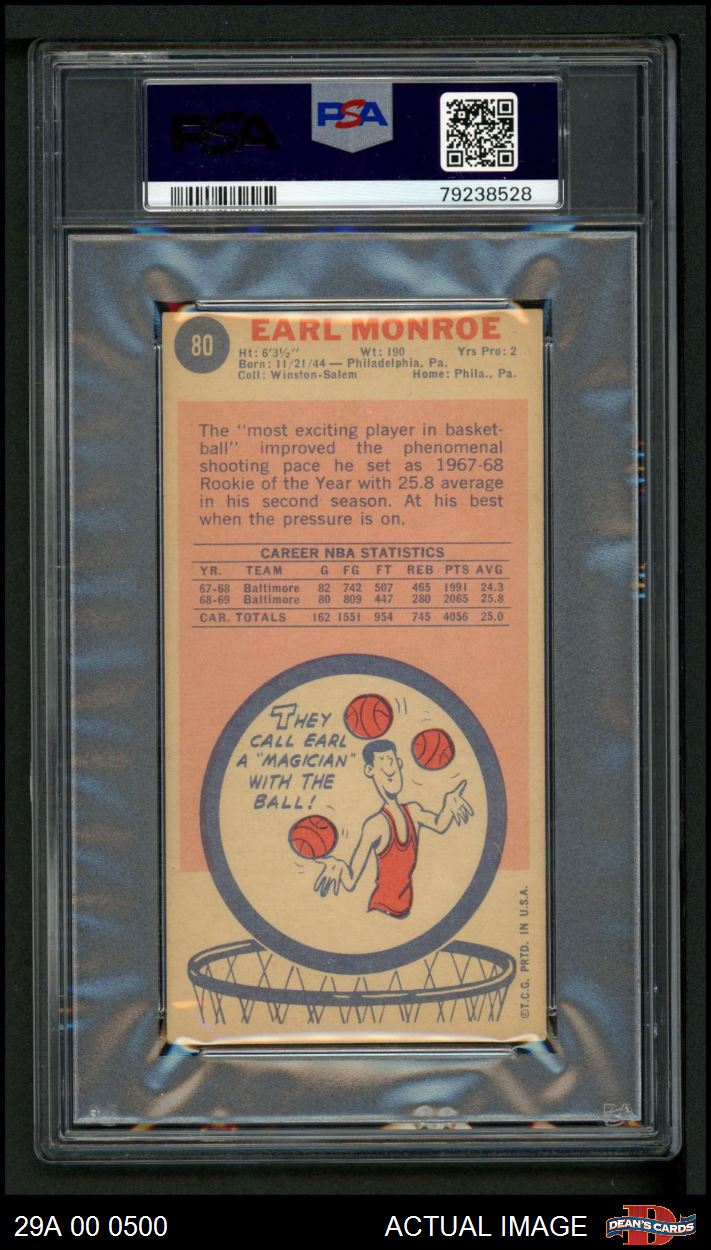 PSA
PSA
79238528
80
EARL MONROE
Ht: 6'3½" Wt: 190 Yrs Pro: 2
Born: 11/21/44 — Philadelphia, Pa.
Coll: Winston-Salem Home: Phila., Pa.
The "most exciting player in basket-
ball" improved the phenomenal
shooting pace he set as 1967-68
Rookie of the Year with 25.8 average
in his second season. At his best
when the pressure is on.
CAREER NBA STATISTICS
YR. TEAM G FG FT REB PTS AVG
67-68 Baltimore 82 742 507 465 1991 24.3
68-69 Baltimore 80 809 447 280 2065 25.8
CAR. TOTALS 162 1551 954 745 4056 25.0
THEY
CALL EARL
A "MAGICIAN"
WITH THE
BALL!
©T.C.G. PRTD. IN U.S.A.
29A 00 0500
ACTUAL IMAGE
DEAN'S CARDS